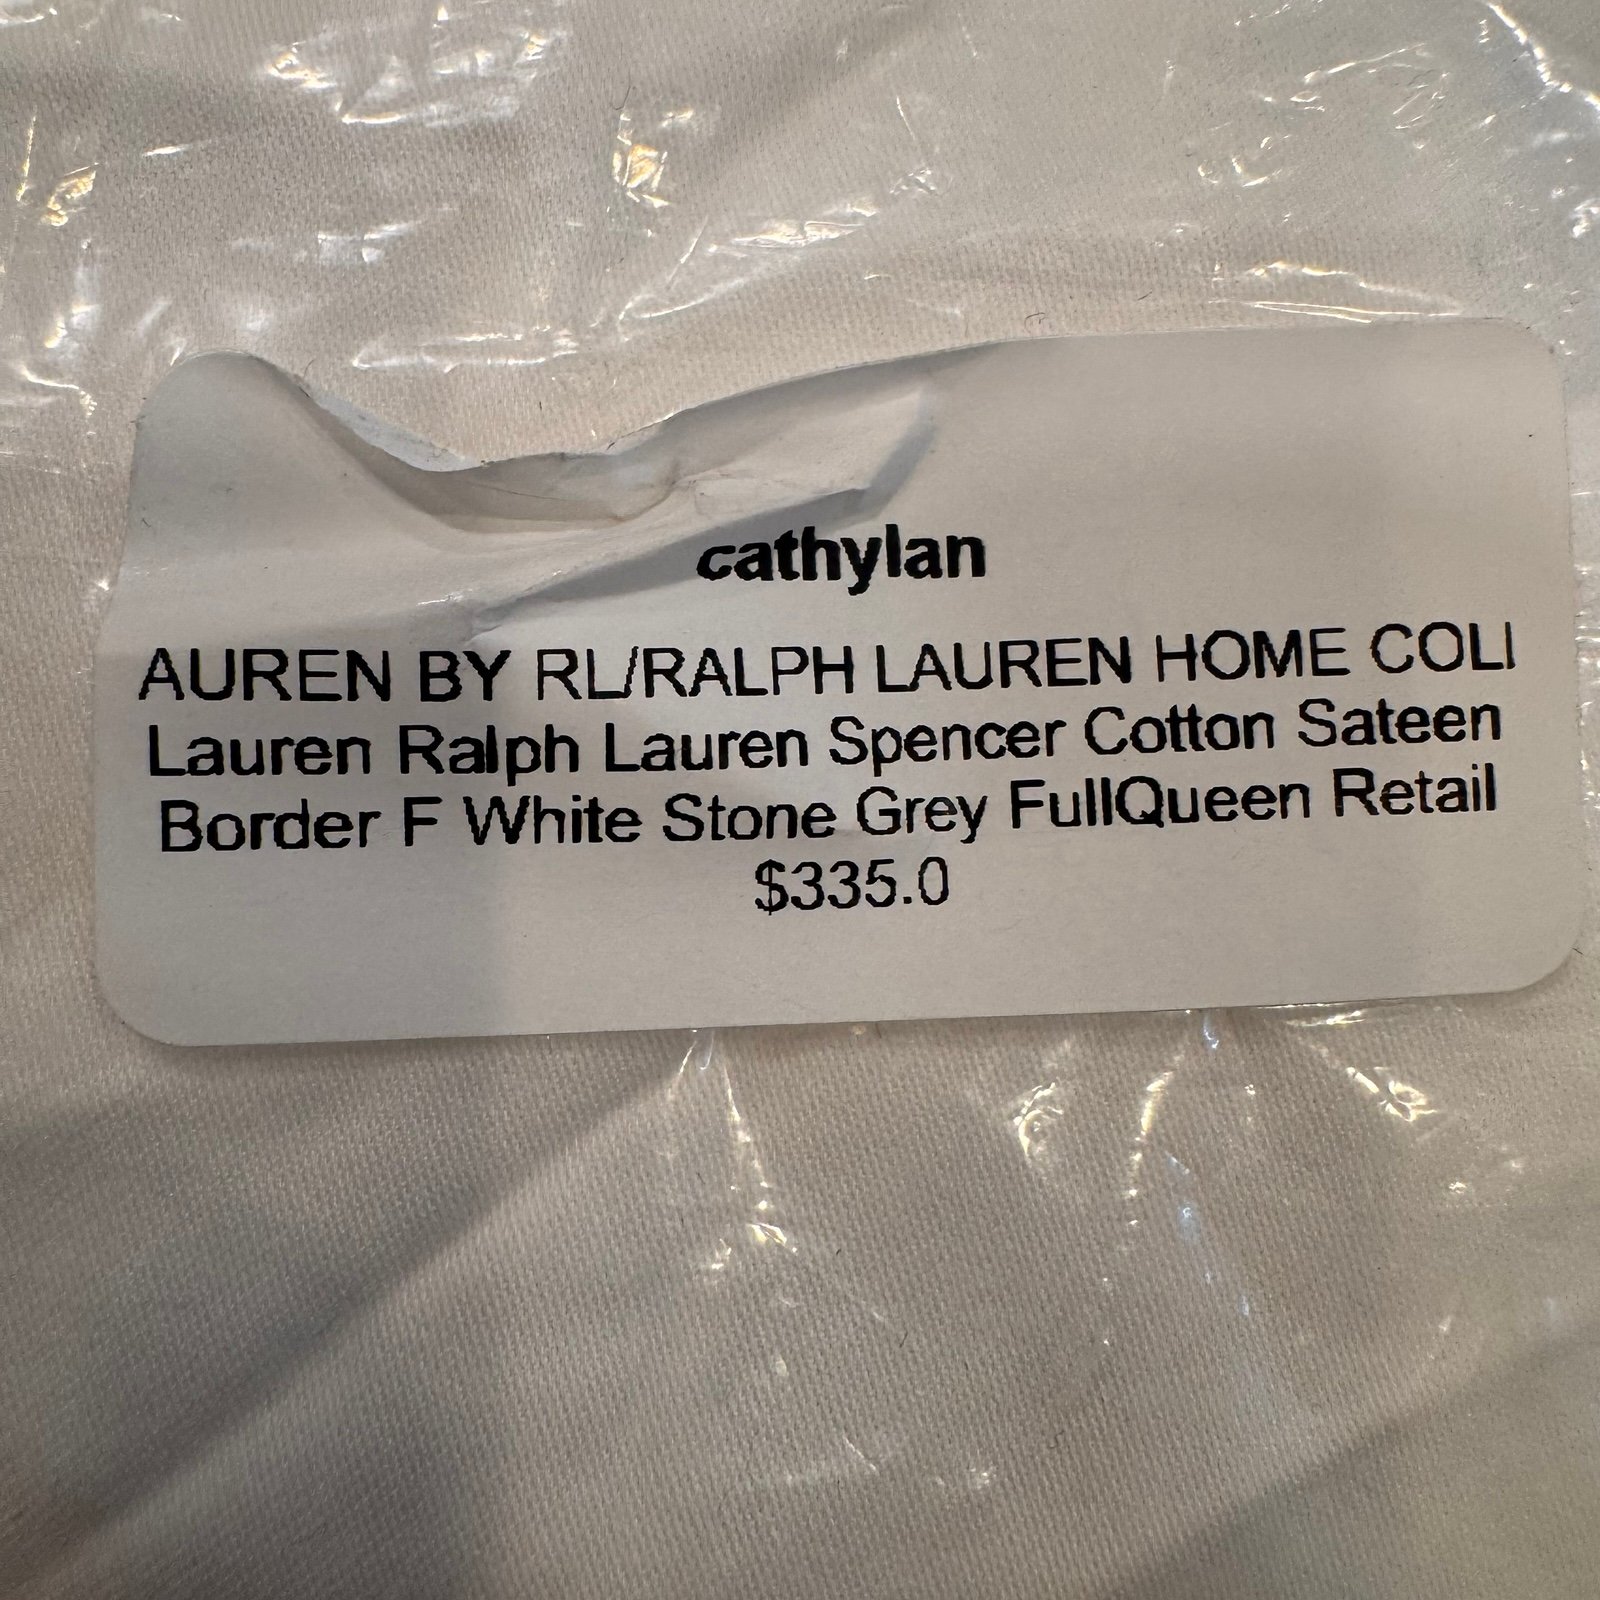 cathylan
AUREN BY RL/RALPH LAUREN HOME COLI
Lauren Ralph Lauren Spencer Cotton Sateen
Border F White Stone Grey FullQueen Retail
$335.0